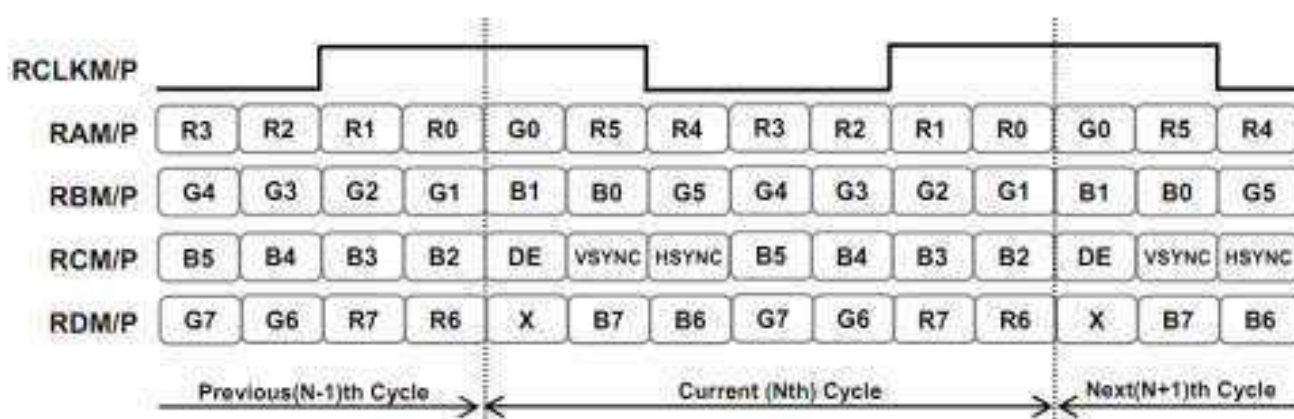 RCLKM/P
RAM/P R3 R2 R1 R0 G0 R5 R4 R3 R2 R1 R0 G0 R5 R4
RBM/P G4 G3 G2 G1 B1 B0 G5 G4 G3 G2 G1 B1 B0 G5
RCM/P B5 B4 B3 B2 DE VSYNC HSYNC B5 B4 B3 B2 DE VSYNC HSYNC
RDM/P G7 G6 R7 R6 X B7 B6 G7 G6 R7 R6 X B7 B6
Previous(N-1)th Cycle Current (Nth) Cycle Next(N+1)th Cycle